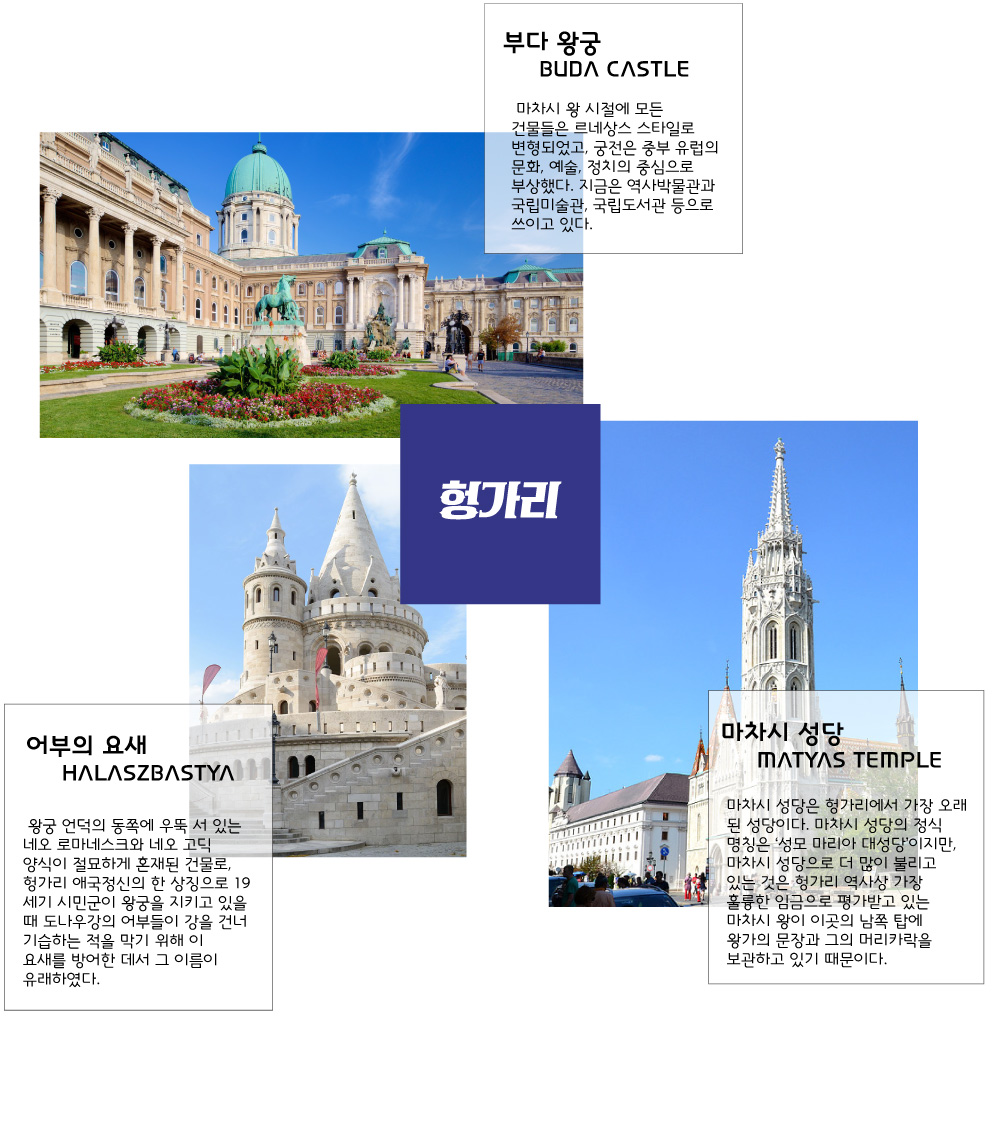 부다 왕궁
BUDA CASTLE
마차시 왕 시절에 모든
건물들은 르네상스 스타일로
변형되었고, 궁전은 중부 유럽의
문화, 예술, 정치의 중심으로
부상했다. 지금은 역사박물관과
국립미술관, 국립도서관 등으로
쓰이고 있다.
헝가리
어부의 요새
HALASZBASTYA
왕궁 언덕의 동쪽에 우뚝 서 있는
네오 로마네스크와 네오 고딕
양식이 절묘하게 혼재된 건물로,
헝가리 애국정신의 한 상징으로 19
세기 시민군이 왕궁을 지키고 있을
때 도나우강의 어부들이 강을 건너
기습하는 적을 막기 위해 이
요새를 방어한 데서 그 이름이
유래하였다.
마차시 성당
MATYAS TEMPLE
마차시 성당은 헝가리에서 가장 오래
된 성당이다. 마차시 성당의 정식
명칭은 ‘성모 마리아 대성당’이지만,
마차시 성당으로 더 많이 불리고
있는 것은 헝가리 역사상 가장
훌륭한 임금으로 평가받고 있는
마차시 왕이 이곳의 남쪽 탑에
왕가의 문장과 그의 머리카락을
보관하고 있기 때문이다.